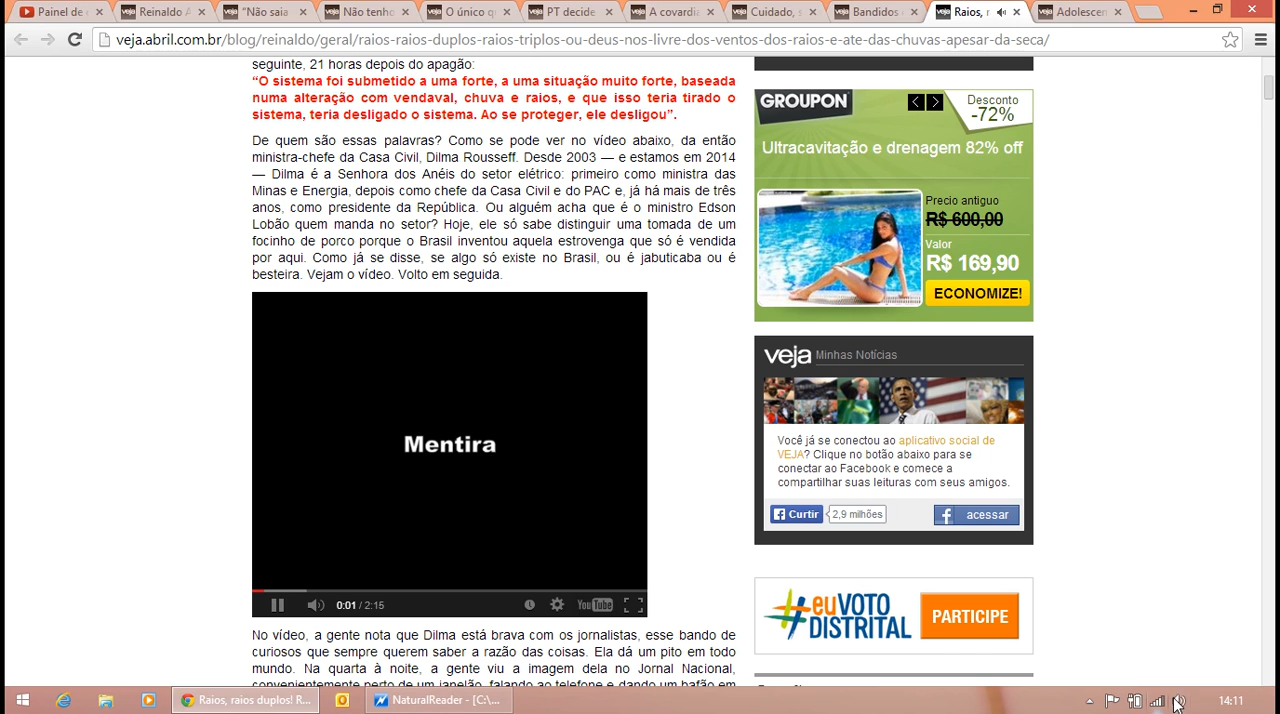 Painel de
Reinaldo A
"Não saia
Não tenho
O único q
PT decide
A covardia
Cuidado, s
Bandidos
Raios, r
Adolescen
veja.abril.com.br/blog/reinaldo/geral/raios-raios-duplos-raios-triplos-ou-deus-nos-livre-dos-ventos-dos-raios-e-ate-das-chuvas-apesar-da-seca/
seguinte, 21 horas depois do apagão:
“O sistema foi submetido a uma forte, a uma situação muito forte, baseada
numa alteração com vendaval, chuva e raios, e que isso teria tirado o
sistema, teria desligado o sistema. Ao se proteger, ele desligou”.
De quem são essas palavras? Como se pode ver no vídeo abaixo, da então
ministra-chefe da Casa Civil, Dilma Rousseff. Desde 2003 — e estamos em 2014
— Dilma é a Senhora dos Anéis do setor elétrico: primeiro como ministra das
Minas e Energia, depois como chefe da Casa Civil e do PAC e, já há mais de três
anos, como presidente da República. Ou alguém acha que é o ministro Edson
Lobão quem manda no setor? Hoje, ele só sabe distinguir uma tomada de um
focinho de porco porque o Brasil inventou aquela estrovenga que só é vendida
por aqui. Como já se disse, se algo só existe no Brasil, ou é jabuticaba ou é
besteira. Vejam o vídeo. Volto em seguida.
Mentira
0:01 / 2:15
YouTube
No vídeo, a gente nota que Dilma está brava com os jornalistas, esse bando de
curiosos que sempre querem saber a razão das coisas. Ela dá um pito em todo
mundo. Na quarta à noite, a gente viu a imagem dela no Jornal Nacional,
convenientemente perto de um janelão, falando ao telefone e dando um bafão em
GROUPON
Desconto
-72%
Ultracavitação e drenagem 82% off
Precio antiguo
R$ 600,00
Valor
R$ 169,90
ECONOMIZE!
veja Minhas Notícias
Você já se conectou ao aplicativo social de
VEJA? Clique no botão abaixo para se
conectar ao Facebook e comece a
compartilhar suas leituras com seus amigos.
Curtir 2,9 milhões acessar
#euVOTO
DISTRITAL
PARTICIPE
Raios, raios duplos! R...
NaturalReader - [C:\...
14:11